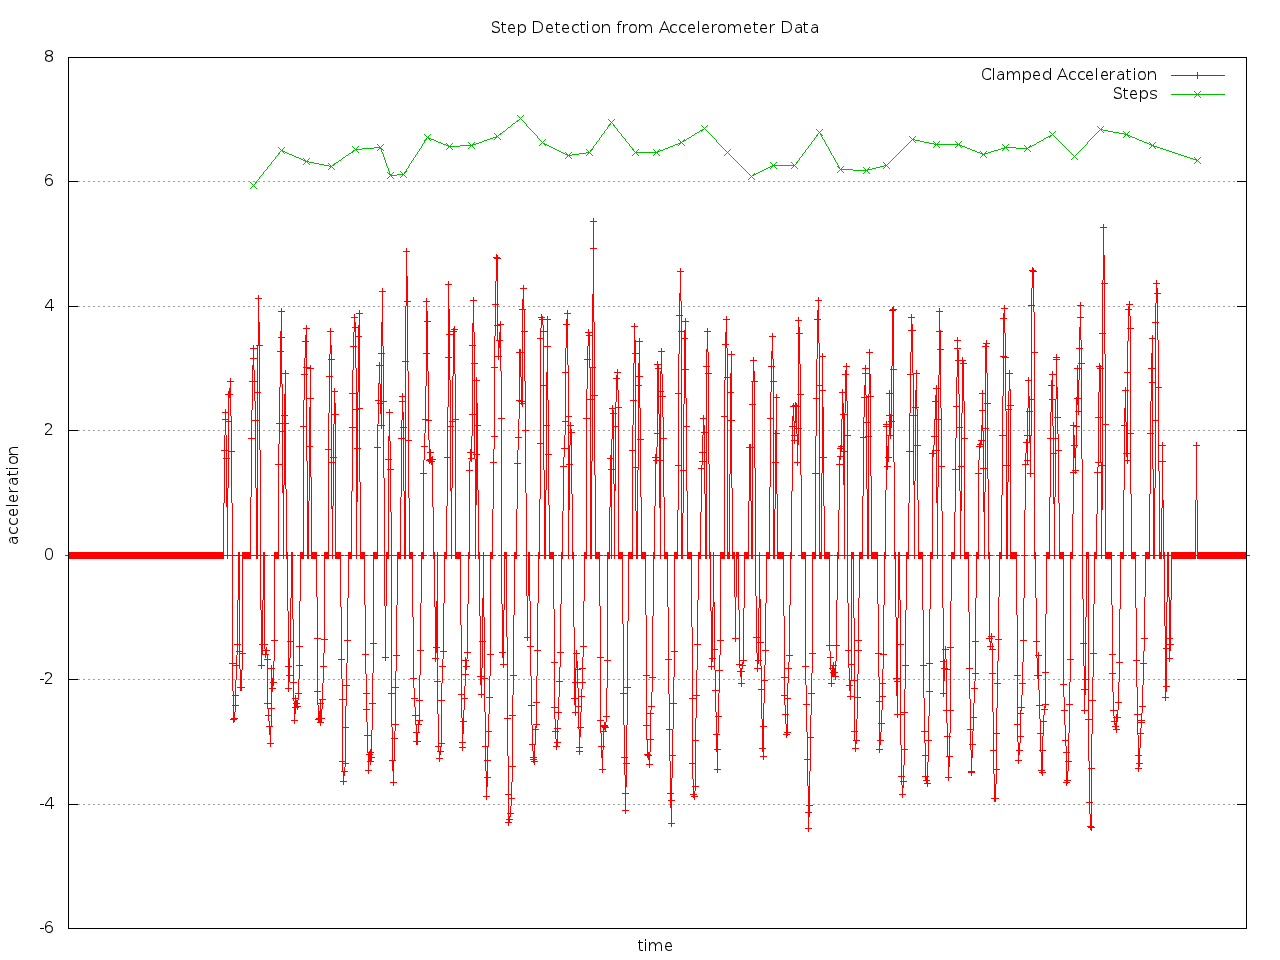 Step Detection from Accelerometer Data
8
Clamped Acceleration
Steps
6
4
2
0
-2
-4
-6
acceleration
time